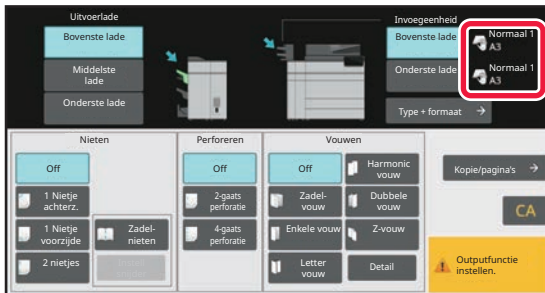 Uitvoerlade
Bovenste lade
Middelste
lade
Onderste lade
Invoegeenheid
Bovenste lade
Normaal 1
A3
Onderste lade
Normaal 1
A3
Type + formaat
Nieten
Off
1 Nietje
achterz.
1 Nietje
voorzijde
2 nietjes
Zadel-
nieten
Perforeren
Off
2-gaats
perforatie
4-gaats
perforatie
Vouwen
Off
Harmonic
vouw
Zadel-
vouw
Dubbele
vouw
Enkele vouw
Z-vouw
Letter
vouw
Detail
Kopie/pagina's
CA
Outputfunctie
instellen.